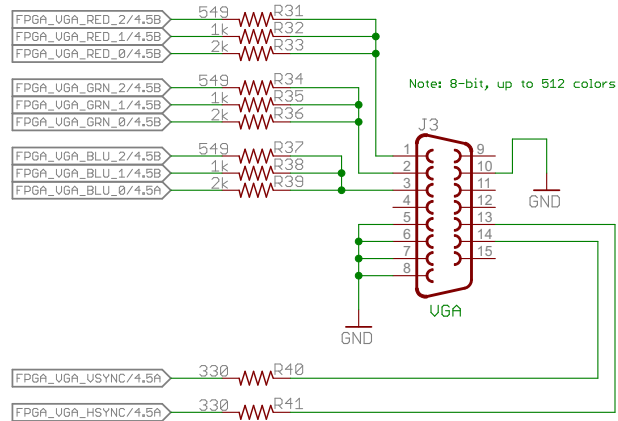 FPGA_VGA_RED_2/4.5B 549 R31
FPGA_VGA_RED_1/4.5B 1k R32
FPGA_VGA_RED_0/4.5B 2k R33
FPGA_VGA_GRN_2/4.5B 549 R34
FPGA_VGA_GRN_1/4.5B 1k R35
FPGA_VGA_GRN_0/4.5B 2k R36
Note: 8-bit, up to 512 colors
FPGA_VGA_BLU_2/4.5B 549 R37
FPGA_VGA_BLU_1/4.5B 1k R38
FPGA_VGA_BLU_0/4.5A 2k R39
J3
1 9
2 10
3 11
4 12
5 13
6 14
7 15
8
GND
VGA
GND
FPGA_VGA_VSYNC/4.5A 330 R40
FPGA_VGA_HSYNC/4.5A 330 R41